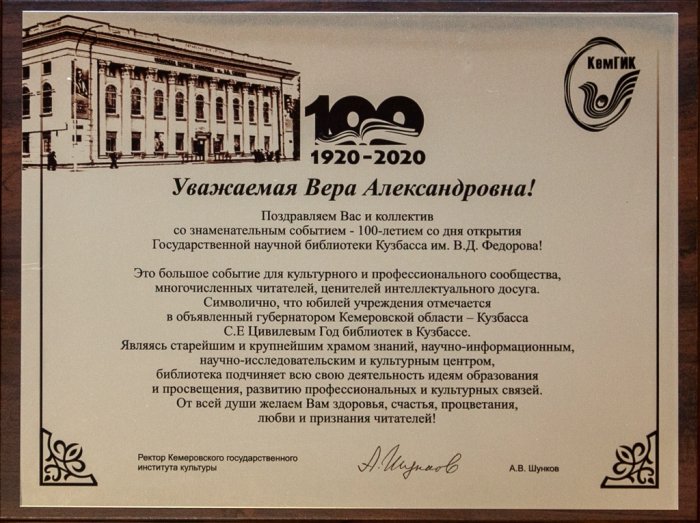 КемГИК
100
1920-2020
Уважаемая Вера Александровна!
Поздравляем Вас и коллектив
со знаменательным событием - 100-летием со дня открытия
Государственной научной библиотеки Кузбасса им. В.Д. Федорова!
Это большое событие для культурного и профессионального сообщества,
многочисленных читателей, ценителей интеллектуального досуга.
Символично, что юбилей учреждения отмечается
в объявленный губернатором Кемеровской области – Кузбасса
С.Е Цивилевым Год библиотек в Кузбассе.
Являясь старейшим и крупнейшим храмом знаний, научно-информационным,
научно-исследовательским и культурным центром,
библиотека подчиняет всю свою деятельность идеям образования
и просвещения, развитию профессиональных и культурных связей.
От всей души желаем Вам здоровья, счастья, процветания,
любви и признания читателей!
Ректор Кемеровского государственного
института культуры
А.Шунков
А.В. Шунков